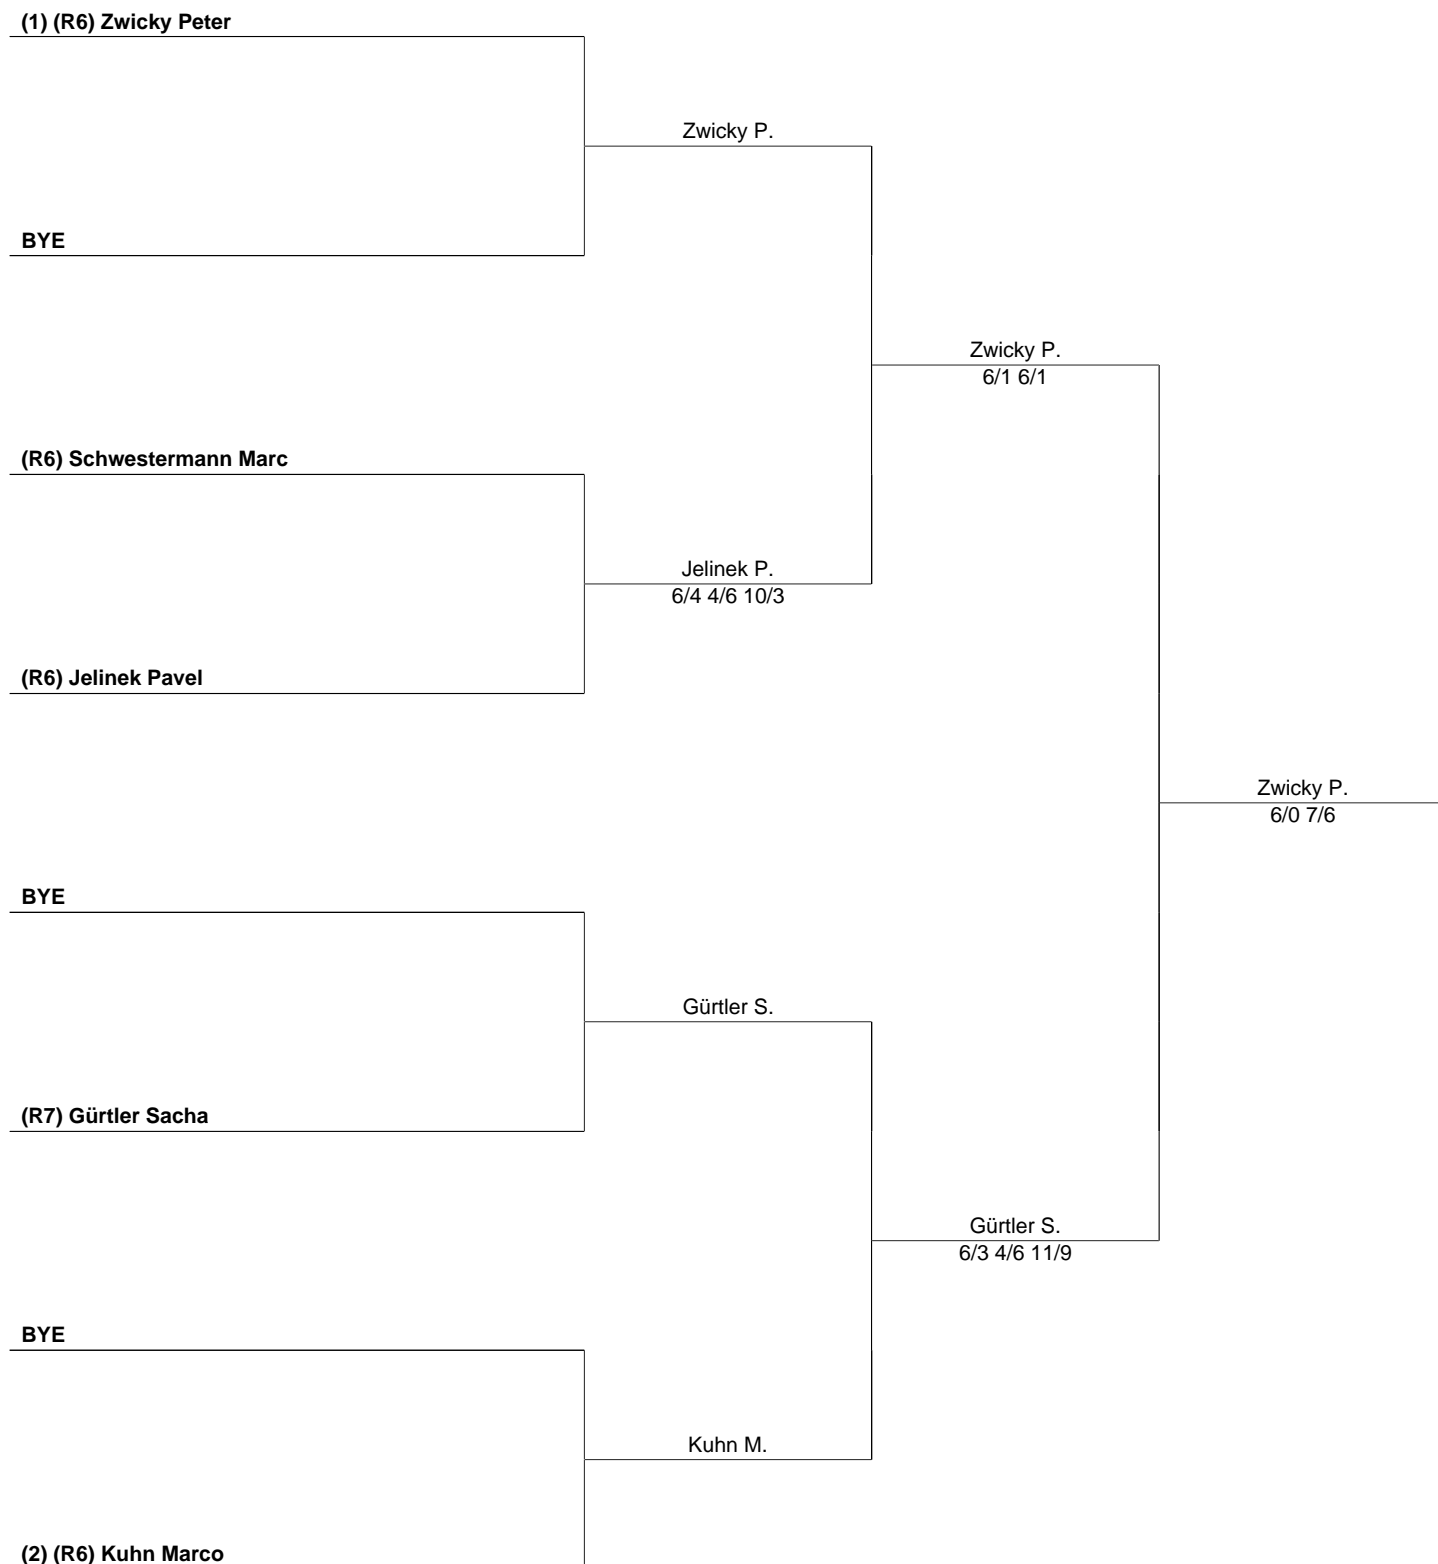 (1) (R6) Zwicky Peter
Zwicky P.
BYE
Zwicky P.
6/1 6/1
(R6) Schwestermann Marc
Jelinek P.
6/4 4/6 10/3
(R6) Jelinek Pavel
Zwicky P.
6/0 7/6
BYE
Gürtler S.
(R7) Gürtler Sacha
Gürtler S.
6/3 4/6 11/9
BYE
Kuhn M.
(2) (R6) Kuhn Marco